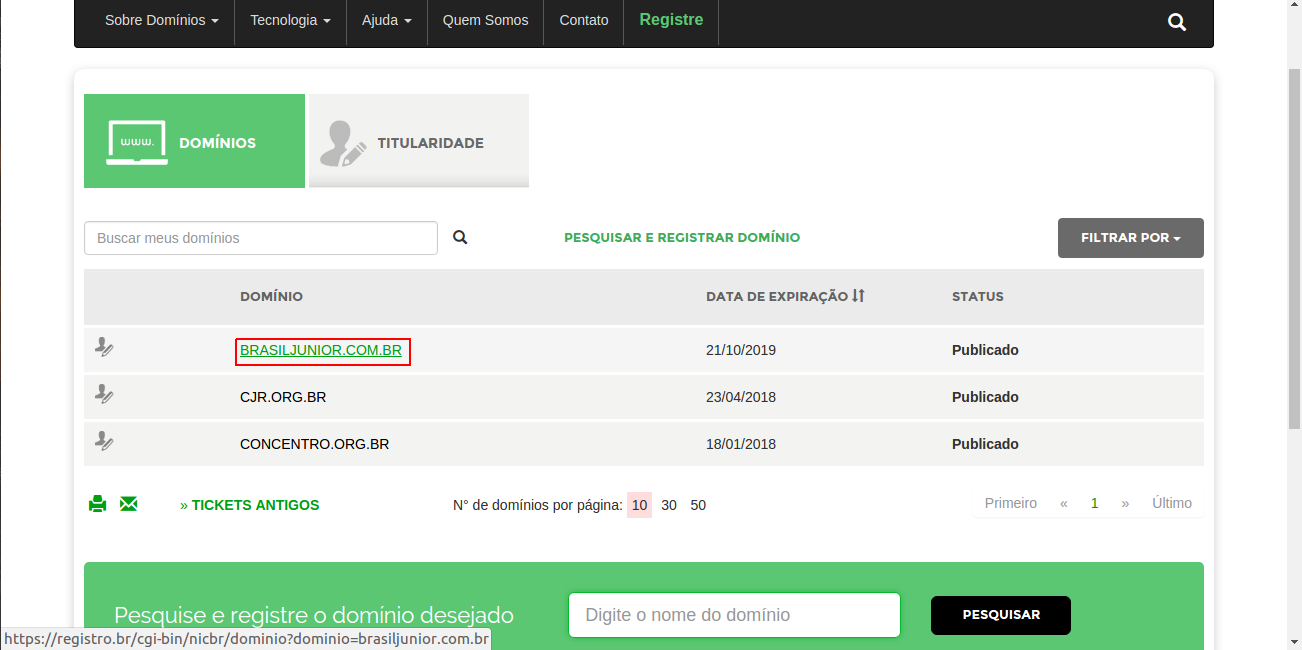 Sobre Domínios Tecnologia Ajuda Quem Somos Contato Registre
www. DOMÍNIOS TITULARIDADE
Buscar meus domínios PESQUISAR E REGISTRAR DOMÍNIO FILTRAR POR
DOMÍNIO DATA DE EXPIRAÇÃO STATUS
BRASILJUNIOR.COM.BR 21/10/2019 Publicado
CJR.ORG.BR 23/04/2018 Publicado
CONCENTRO.ORG.BR 18/01/2018 Publicado
» TICKETS ANTIGOS N° de domínios por página: 10 30 50 Primeiro « 1 » Último
Pesquise e registre o domínio desejado Digite o nome do domínio PESQUISAR
https://registro.br/cgi-bin/nicbr/dominio?dominio=brasiljunior.com.br